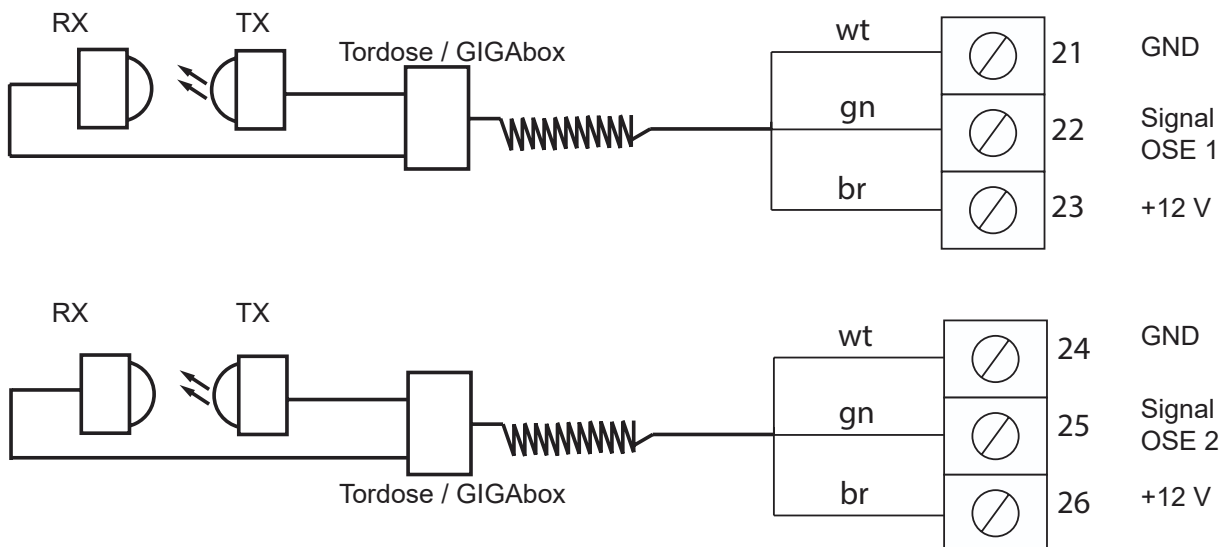 RX
TX
Tordose / GIGAbox
wt
gn
br
21
GND
22
Signal
OSE 1
23
+12 V
RX
TX
Tordose / GIGAbox
wt
gn
br
24
GND
25
Signal
OSE 2
26
+12 V